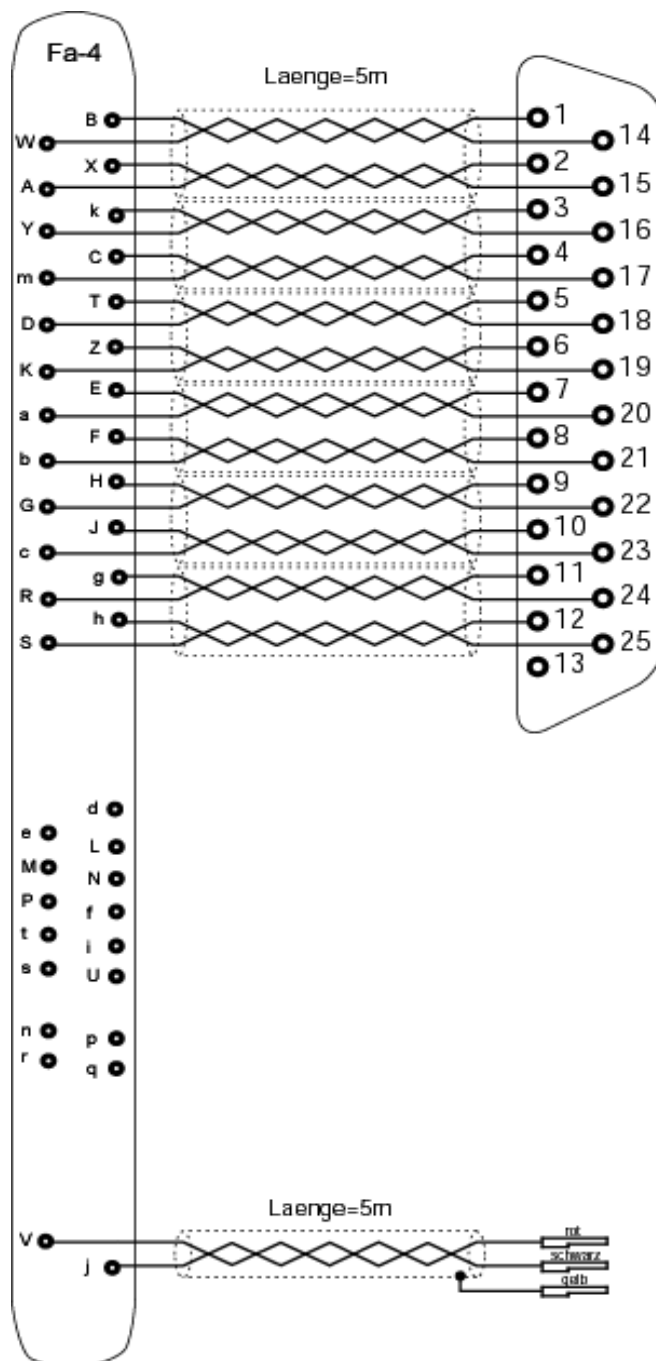 Fa-4
Laenge=5m
B 1
W 14
X 2
A 15
k 3
Y 16
C 4
m 17
T 5
D 18
Z 6
K 19
E 7
a 20
F 8
b 21
H 9
G 22
J 10
c 23
g 11
R 24
h 12
S 25
13
d
e
L
M
N
P
f
t
i
s
U
n
p
r
q
Laenge=5m
V rot
j schwarz
gelb